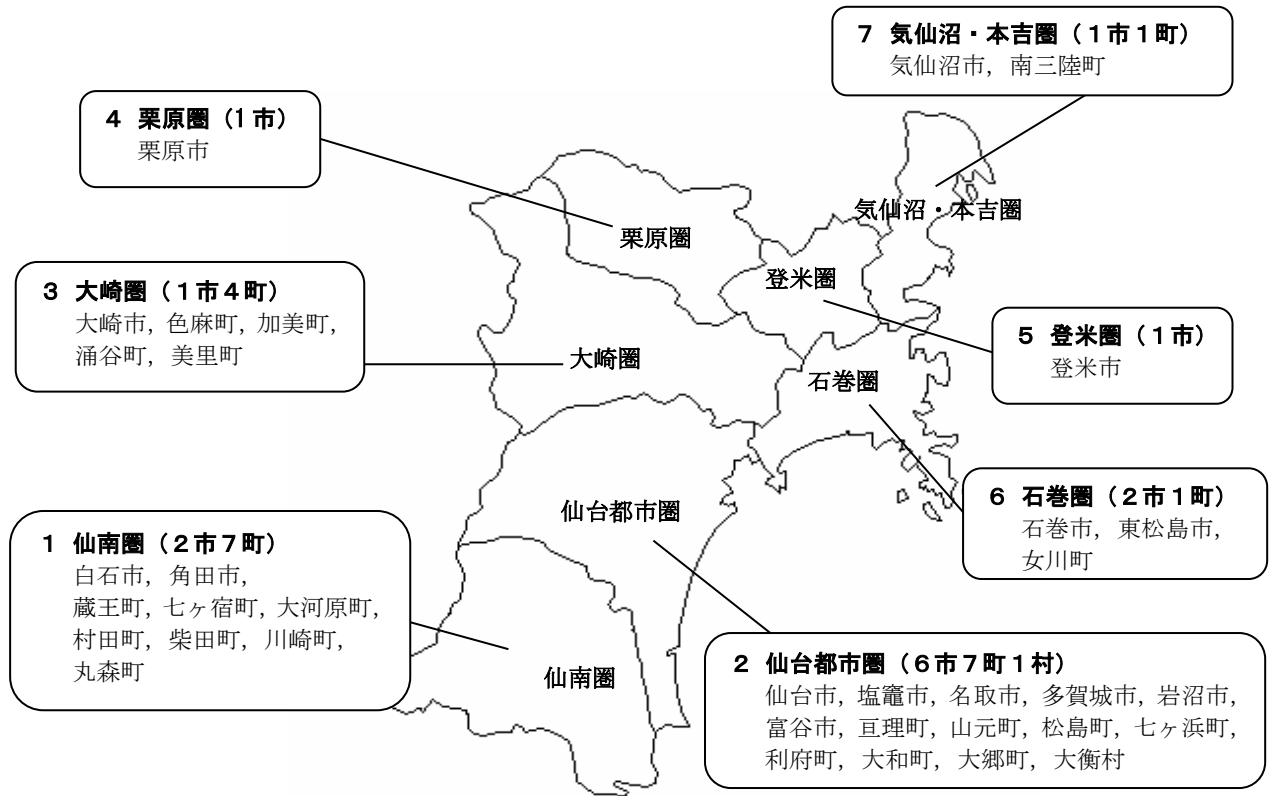 7 気仙沼・本吉圏（１市１町）
気仙沼市，南三陸町
4 栗原圏（１市）
栗原市
気仙沼・本吉圏
栗原圏
登米圏
3 大崎圏（１市４町）
大崎市，色麻町，加美町，
涌谷町，美里町
5 登米圏（１市）
登米市
大崎圏
石巻圏
6 石巻圏（２市１町）
石巻市，東松島市，
女川町
仙台都市圏
1 仙南圏（２市７町）
白石市，角田市，
蔵王町，七ヶ宿町，大河原町，
村田町，柴田町，川崎町，
丸森町
仙南圏
2 仙台都市圏（６市７町１村）
仙台市，塩竈市，名取市，多賀城市，岩沼市，
富谷市，亘理町，山元町，松島町，七ヶ浜町，
利府町，大和町，大郷町，大衡村